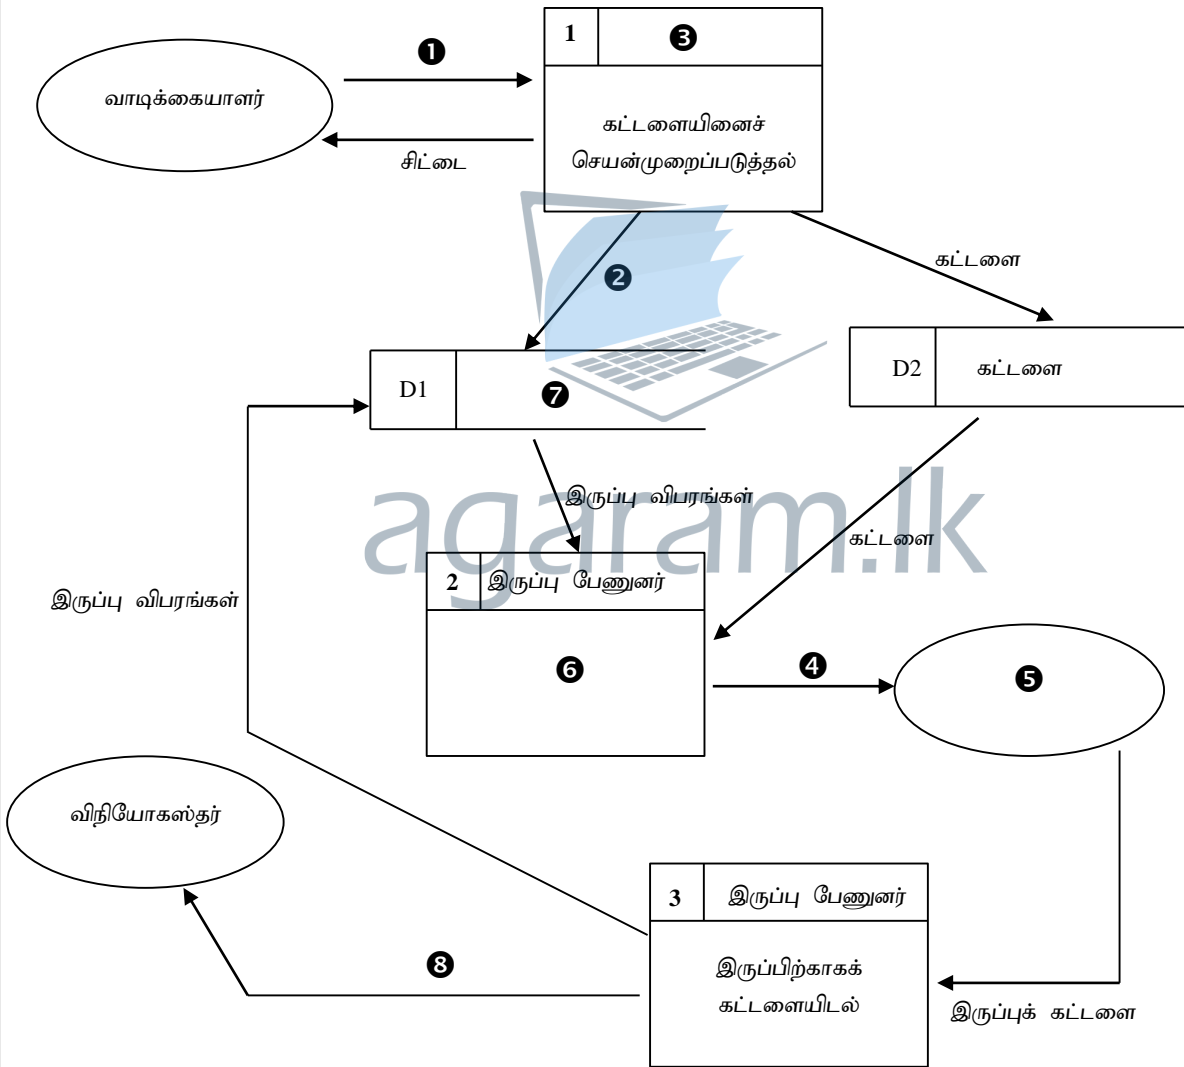 ❶
1 ❸
வாடிக்கையாளர்
கட்டளையினைச்
செயன்முறைப்படுத்தல்
சிட்டை
❷
கட்டளை
D1 ❼
D2 கட்டளை
இருப்பு விபரங்கள்
கட்டளை
agaram.lk
2 இருப்பு பேணுனர்
இருப்பு விபரங்கள்
❻
❹
❺
விநியோகஸ்தர்
3 இருப்பு பேணுனர்
❽
இருப்பிற்காகக்
கட்டளையிடல்
இருப்புக் கட்டளை